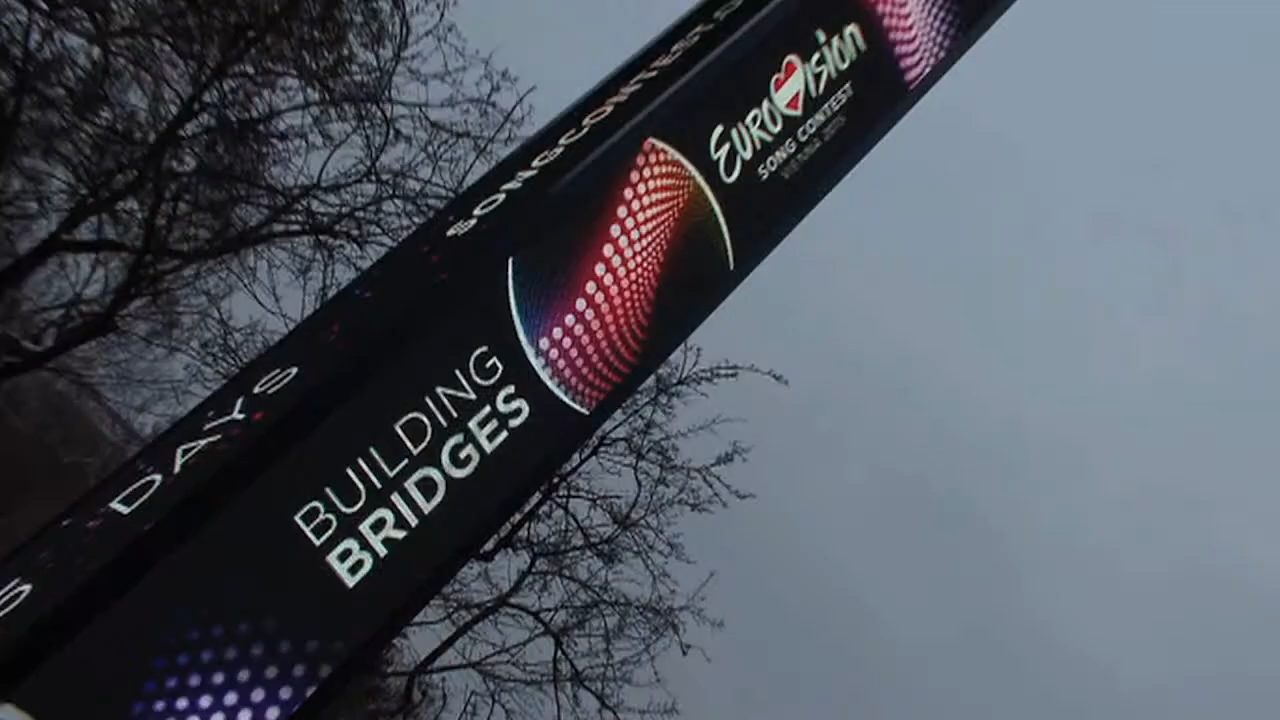 SONGCONTEST.
EUROVISION
SONG CONTEST
DAYS
BUILDING
BRIDGES
S